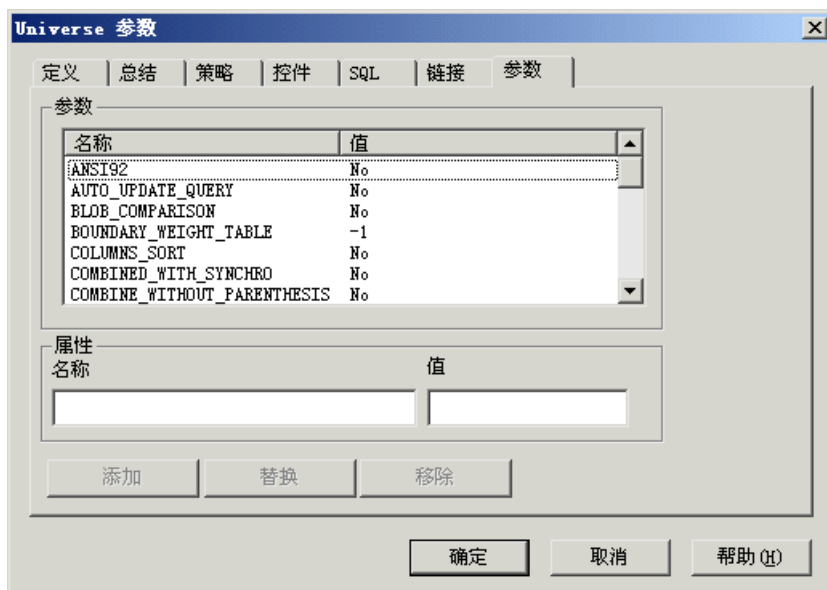 Universe 参数
定义 总结 策略 控件 SQL 链接 参数
参数
名称 值
ANSI92 No
AUTO_UPDATE_QUERY No
BLOB_COMPARISON No
BOUNDARY_WEIGHT_TABLE -1
COLUMNS_SORT No
COMBINED_WITH_SYNCHRO No
COMBINE_WITHOUT_PARENTHESIS No
属性
名称 值
添加 替换 移除
确定 取消 帮助(H)